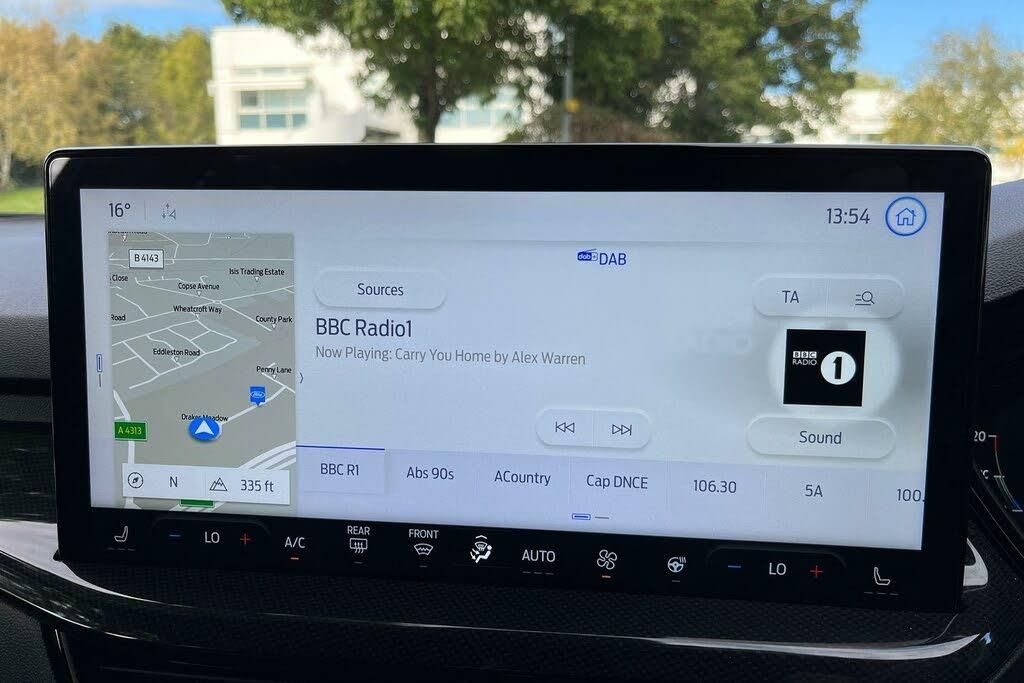 16°
13:54
B 4143
Close
Isis Trading Estate
Copse Avenue
Wheatcroft Way
Road
County Park
Eddleston Road
Penny Lane
Ford
Drakes Meadow
A 4313
N
335 ft
DAB
Sources
TA
BBC Radio1
Now Playing: Carry You Home by Alex Warren
BBC
RADIO
1
Sound
BBC R1
Abs 90s
ACountry
Cap DNCE
106.30
5A
100.
LO
A/C
REAR
FRONT
AUTO
LO
20